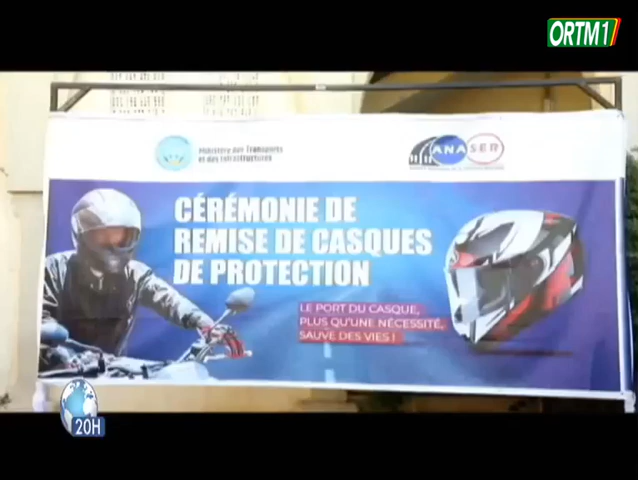 ORTM1
Ministère des Transports
et des Infrastructures
ANASER
CÉRÉMONIE DE
REMISE DE CASQUES
DE PROTECTION
LE PORT DU CASQUE,
PLUS QU'UNE NÉCESSITÉ,
SAUVE DES VIES !
20H